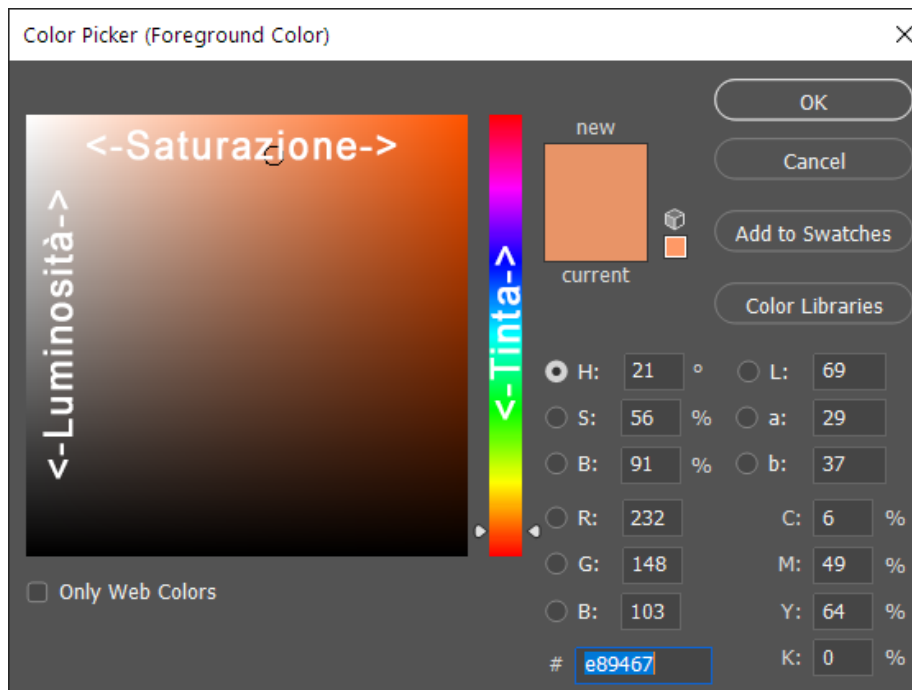 Color Picker (Foreground Color)
<-Saturazione->
<-Luminosità->
<-Tinta->
new
current
OK
Cancel
Add to Swatches
Color Libraries
H: 21 °
S: 56 %
B: 91 %
R: 232
G: 148
B: 103
# e89467
L: 69
a: 29
b: 37
C: 6 %
M: 49 %
Y: 64 %
K: 0 %
Only Web Colors